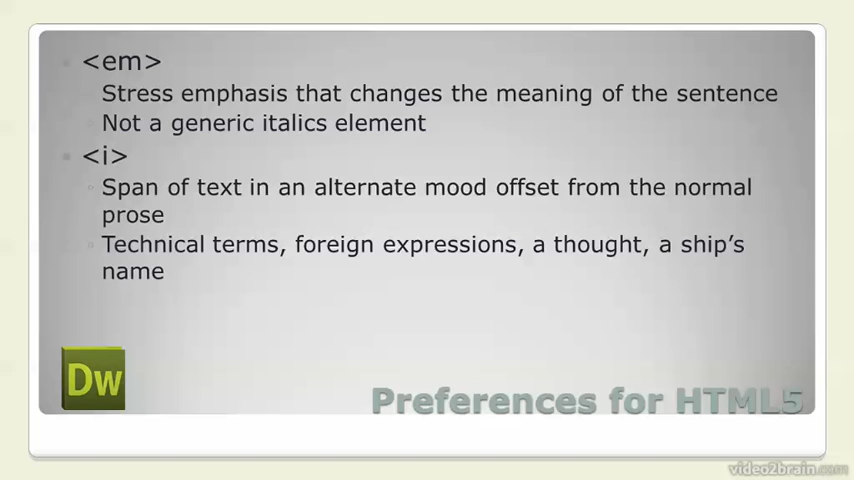 <em>
Stress emphasis that changes the meaning of the sentence
Not a generic italics element
<i>
Span of text in an alternate mood offset from the normal
prose
Technical terms, foreign expressions, a thought, a ship's
name
Dw
Preferences for HTML5
video2brain.com